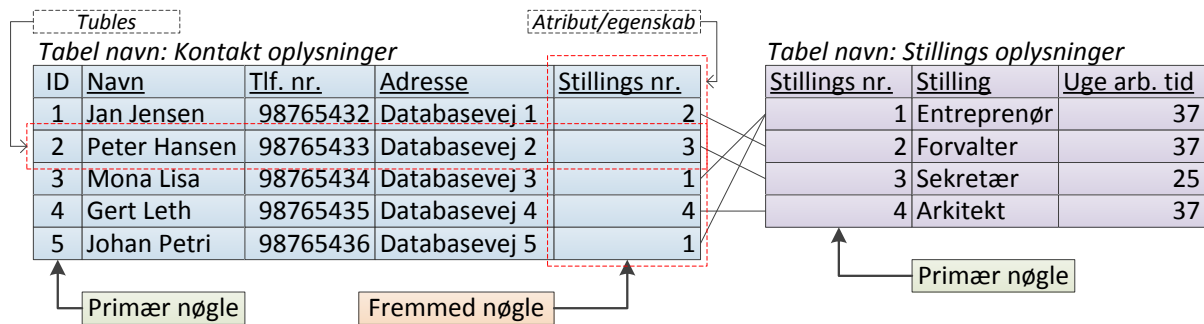 Tubles
Atribut/egenskab
Tabel navn: Kontakt oplysninger
ID Navn Tlf. nr. Adresse Stillings nr.
1 Jan Jensen 98765432 Databasevej 1 2
2 Peter Hansen 98765433 Databasevej 2 3
3 Mona Lisa 98765434 Databasevej 3 1
4 Gert Leth 98765435 Databasevej 4 4
5 Johan Petri 98765436 Databasevej 5 1
Primær nøgle
Fremmed nøgle
Tabel navn: Stillings oplysninger
Stillings nr. Stilling Uge arb. tid
1 Entreprenør 37
2 Forvalter 37
3 Sekretær 25
4 Arkitekt 37
Primær nøgle